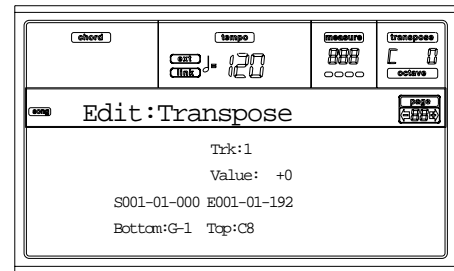 chord tempo measure transpose
ext ♩= 120 888 C 0
link octave
song Edit:Transpose page
88
Trk:1
Value: +0
S001-01-000 E001-01-192
Bottom:G-1 Top:C8